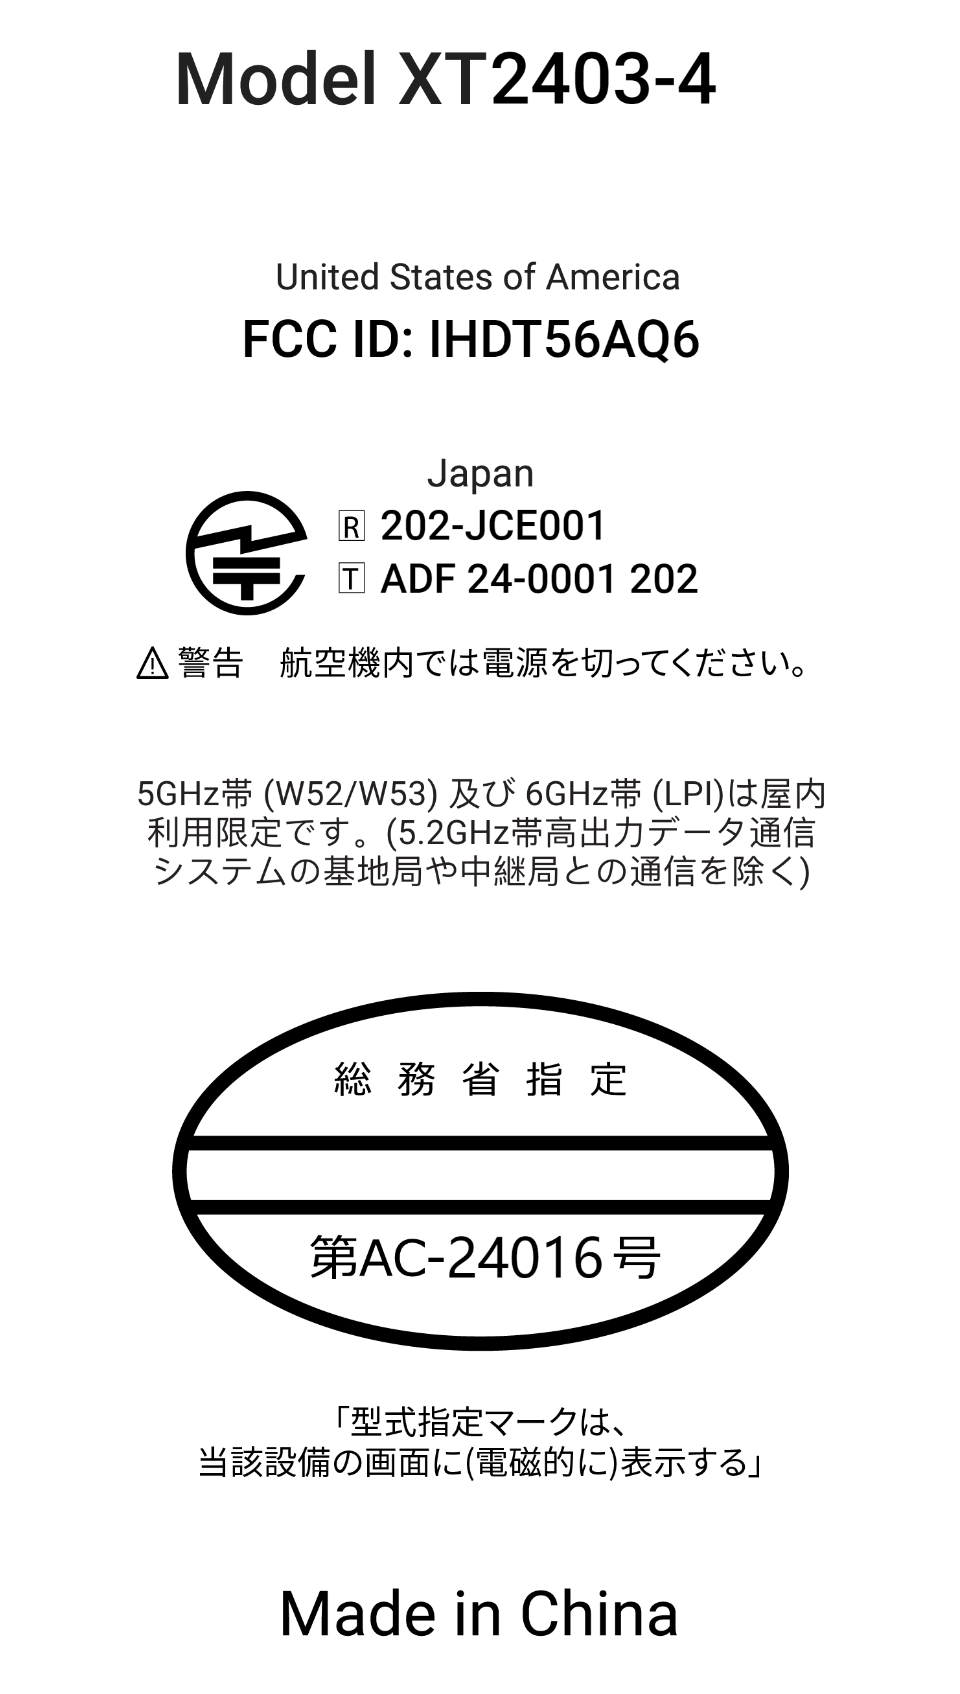 Model XT2403-4
United States of America
FCC ID: IHDT56AQ6
Japan
R 202-JCE001
T ADF 24-0001 202
⚠ 警告　航空機内では電源を切ってください。
5GHz帯 (W52/W53) 及び 6GHz帯 (LPI)は屋内
利用限定です。(5.2GHz帯高出力データ通信
システムの基地局や中継局との通信を除く)
総務省指定
第AC-24016号
「型式指定マークは、
当該設備の画面に(電磁的に)表示する」
Made in China